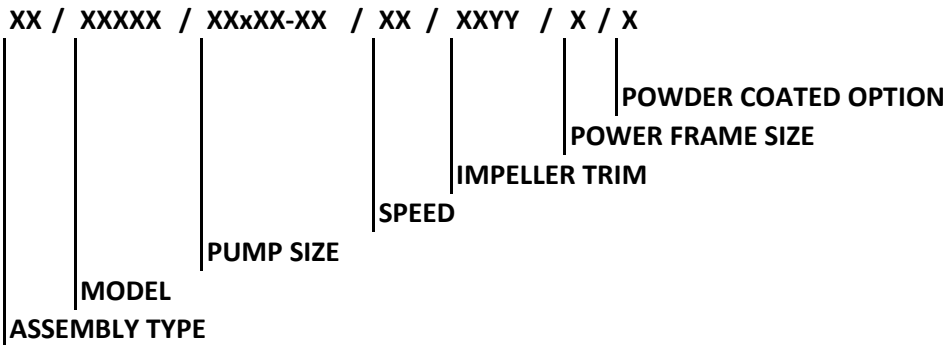 XX / XXXXX / XXxXX-XX / XX / XXYY / X / X
POWDER COATED OPTION
POWER FRAME SIZE
IMPELLER TRIM
SPEED
PUMP SIZE
MODEL
ASSEMBLY TYPE